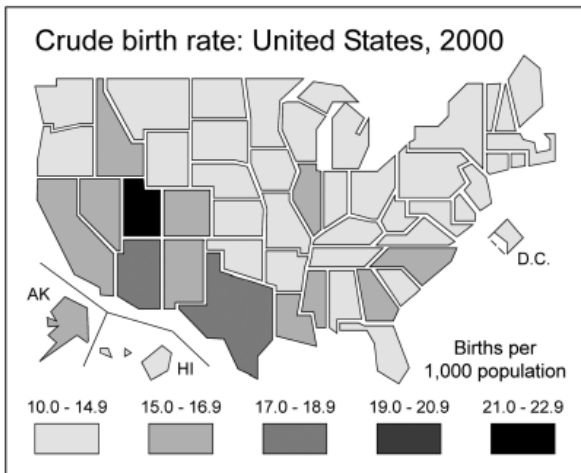 Crude birth rate: United States, 2000
D.C.
AK
HI
Births per
1,000 population
10.0 - 14.9 15.0 - 16.9 17.0 - 18.9 19.0 - 20.9 21.0 - 22.9